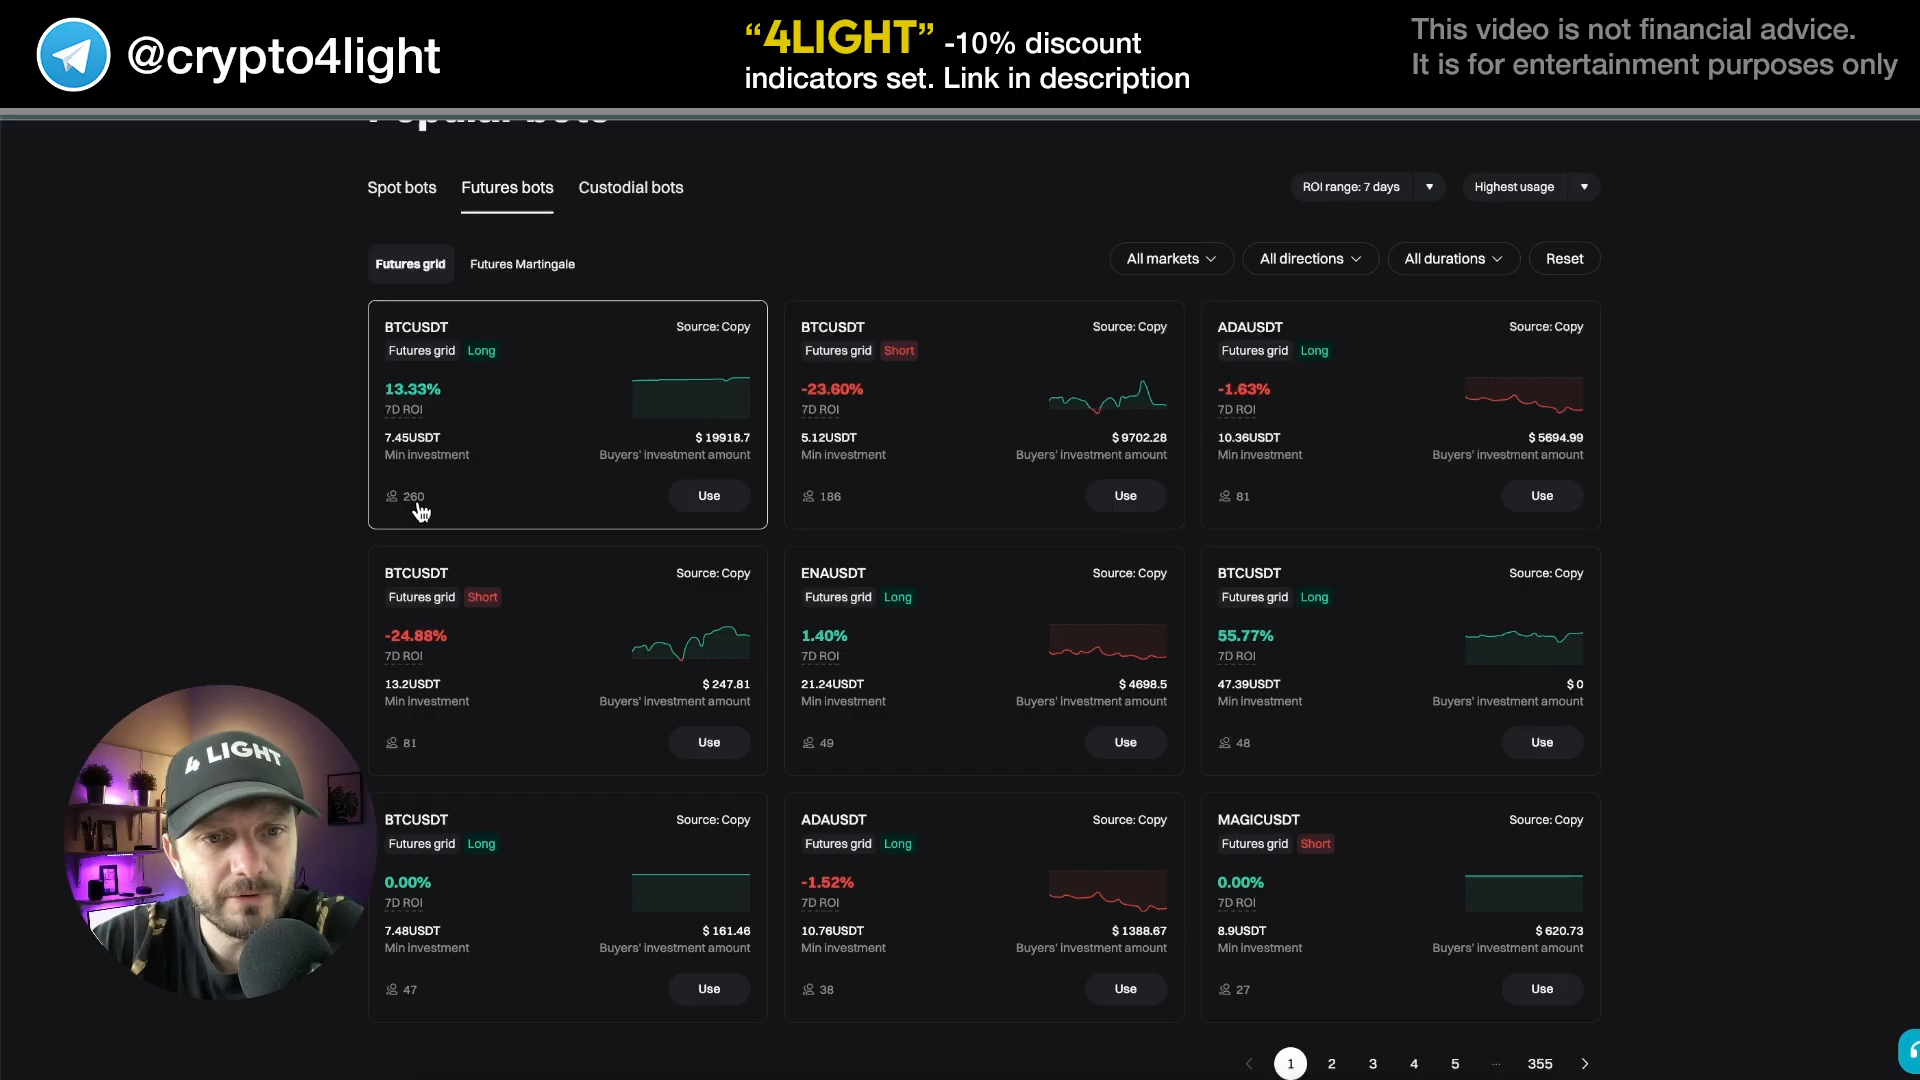 @crypto4light
“4LIGHT” -10% discount
indicators set. Link in description
This video is not financial advice.
It is for entertainment purposes only
Popular bots
Spot bots
Futures bots
Custodial bots
ROI range: 7 days
Highest usage
Futures grid
Futures Martingale
All markets
All directions
All durations
Reset
BTCUSDT
Source: Copy
Futures grid Long
13.33%
7D ROI
7.45USDT
$ 19918.7
Min investment
Buyers' investment amount
260
Use
BTCUSDT
Source: Copy
Futures grid Short
-23.60%
7D ROI
5.12USDT
$ 9702.28
Min investment
Buyers' investment amount
186
Use
ADAUSDT
Source: Copy
Futures grid Long
-1.63%
7D ROI
10.36USDT
$ 5694.99
Min investment
Buyers' investment amount
81
Use
BTCUSDT
Source: Copy
Futures grid Short
-24.88%
7D ROI
13.2USDT
$ 247.81
Min investment
Buyers' investment amount
81
Use
ENAUSDT
Source: Copy
Futures grid Long
1.40%
7D ROI
21.24USDT
$ 4698.5
Min investment
Buyers' investment amount
49
Use
BTCUSDT
Source: Copy
Futures grid Long
55.77%
7D ROI
47.39USDT
$ 0
Min investment
Buyers' investment amount
48
Use
BTCUSDT
Source: Copy
Futures grid Long
0.00%
7D ROI
7.48USDT
$ 161.46
Min investment
Buyers' investment amount
47
Use
ADAUSDT
Source: Copy
Futures grid Long
-1.52%
7D ROI
10.76USDT
$ 1388.67
Min investment
Buyers' investment amount
38
Use
MAGICUSDT
Source: Copy
Futures grid Short
0.00%
7D ROI
8.9USDT
$ 620.73
Min investment
Buyers' investment amount
27
Use
4 LIGHT
1 2 3 4 5 ... 355